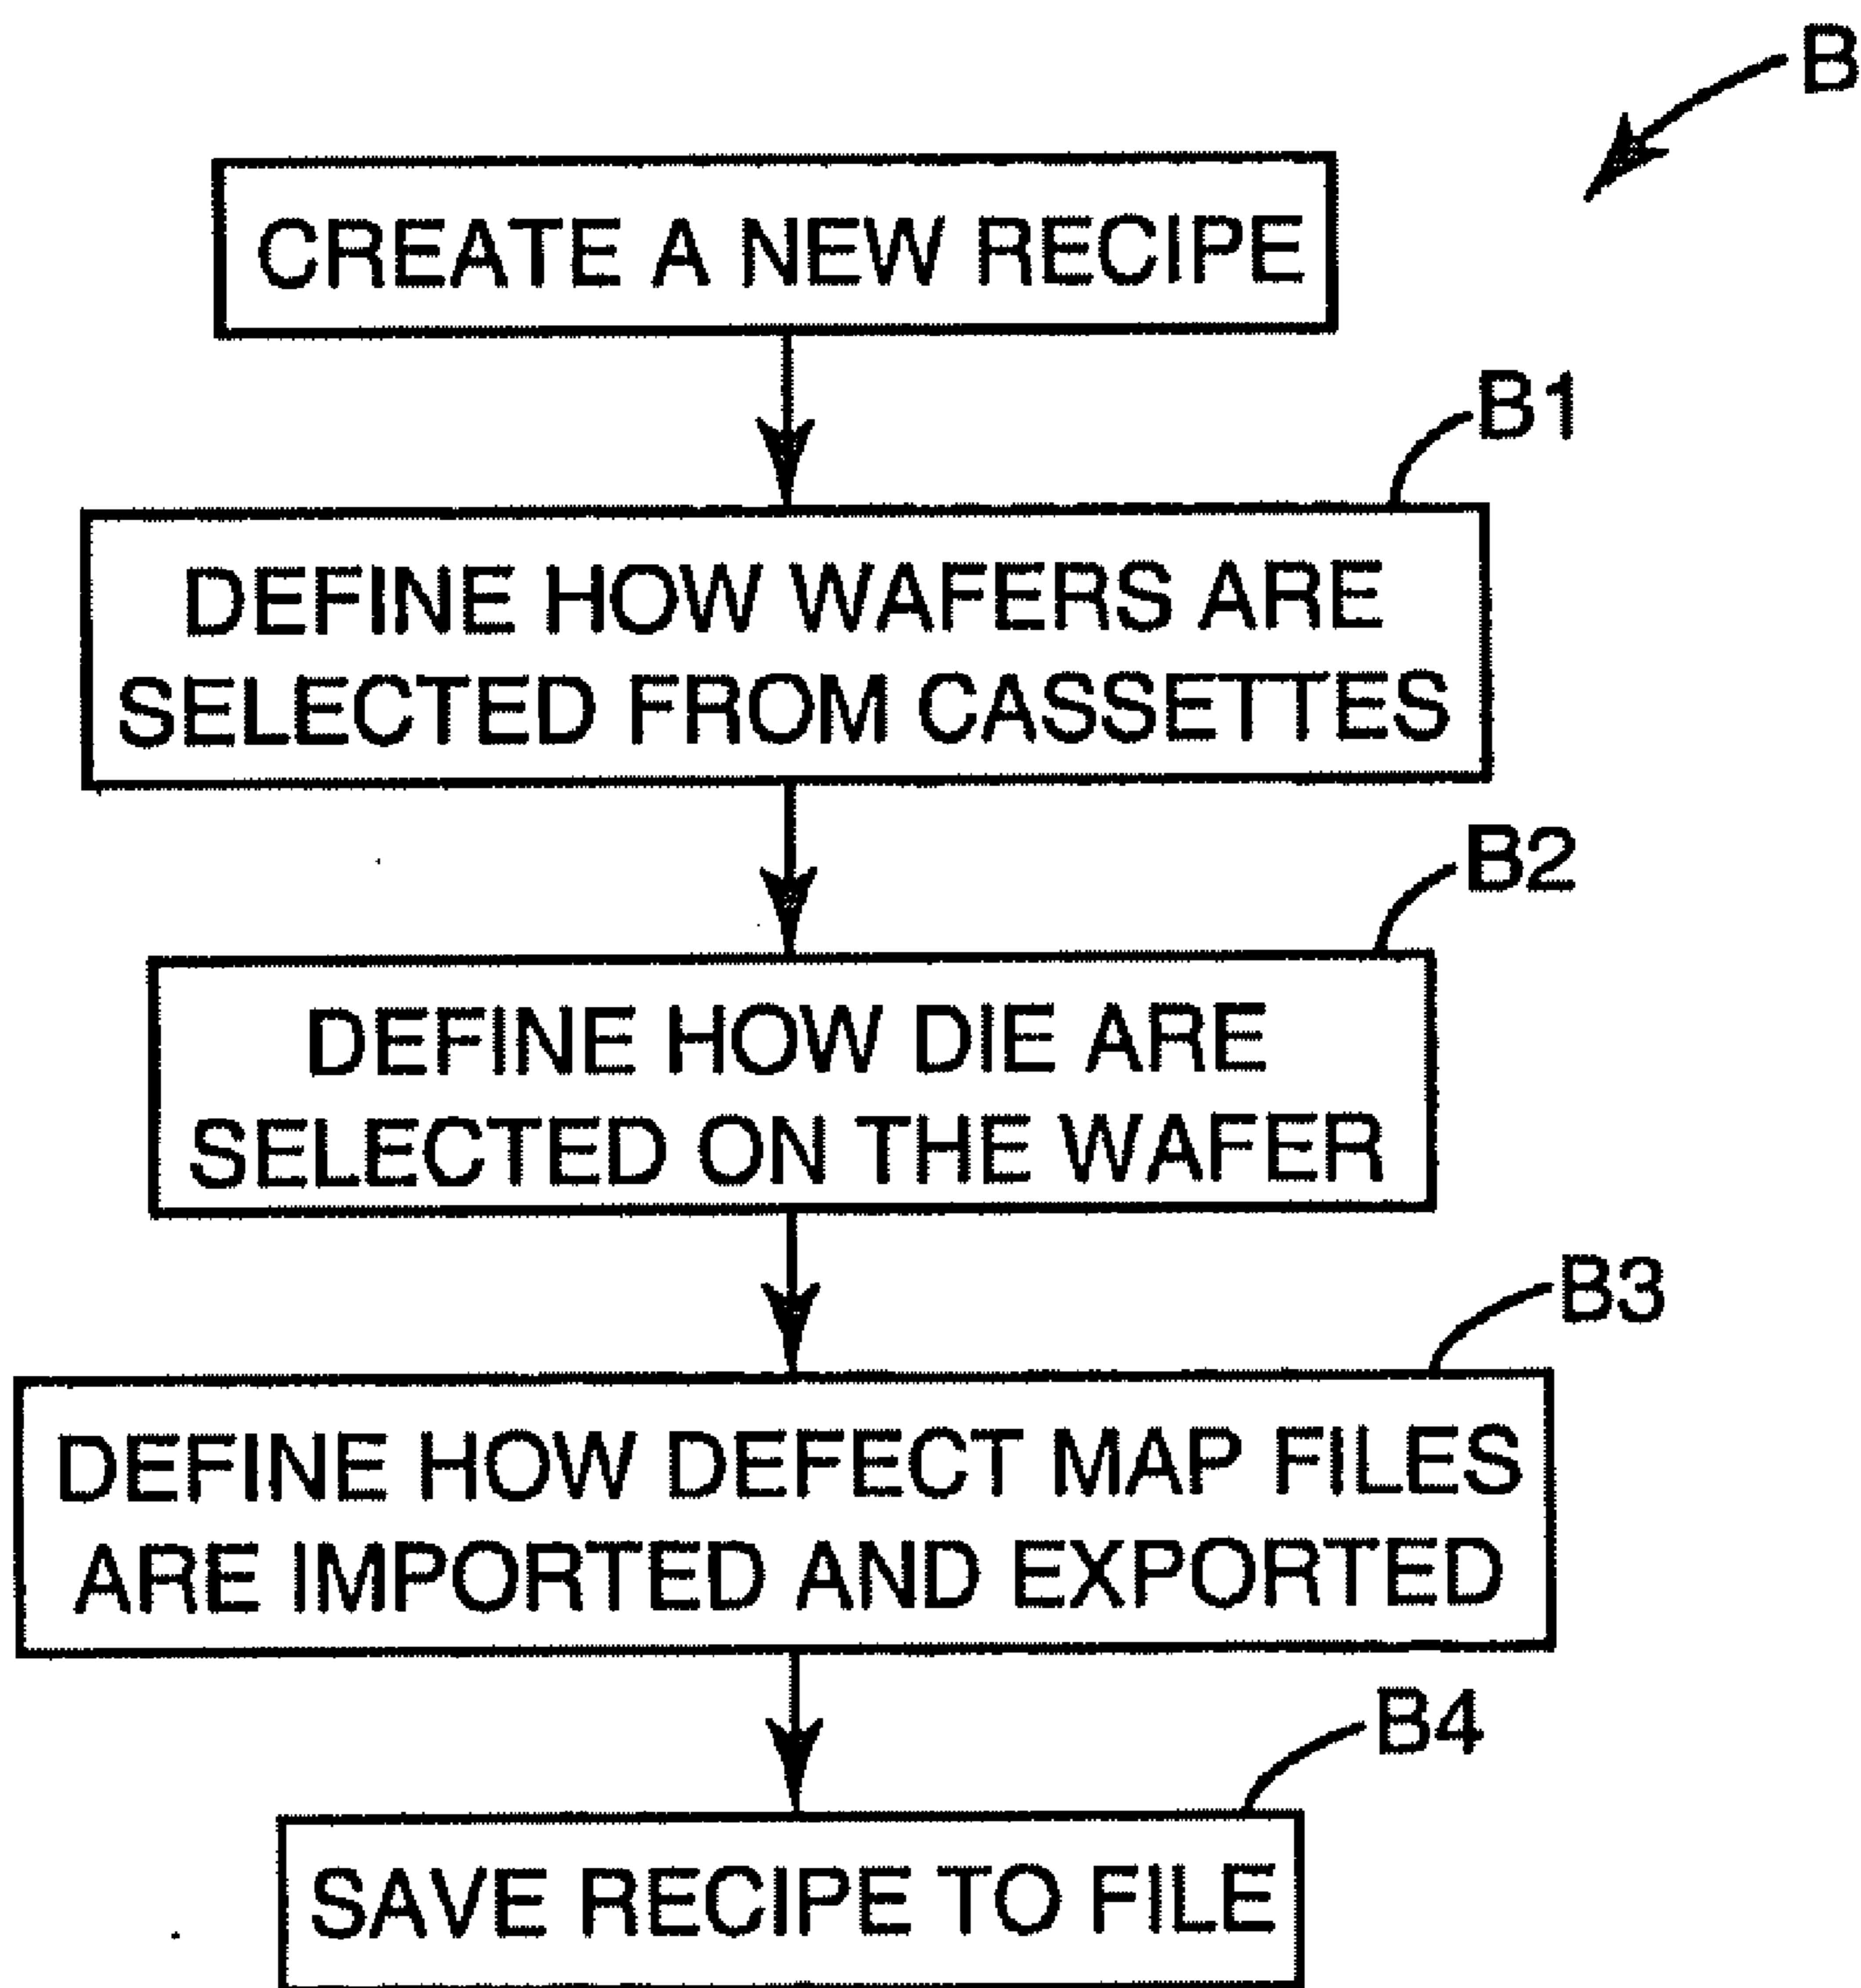 B
CREATE A NEW RECIPE
B1
DEFINE HOW WAFERS ARE
SELECTED FROM CASSETTES
B2
DEFINE HOW DIE ARE
SELECTED ON THE WAFER
B3
DEFINE HOW DEFECT MAP FILES
ARE IMPORTED AND EXPORTED
B4
SAVE RECIPE TO FILE